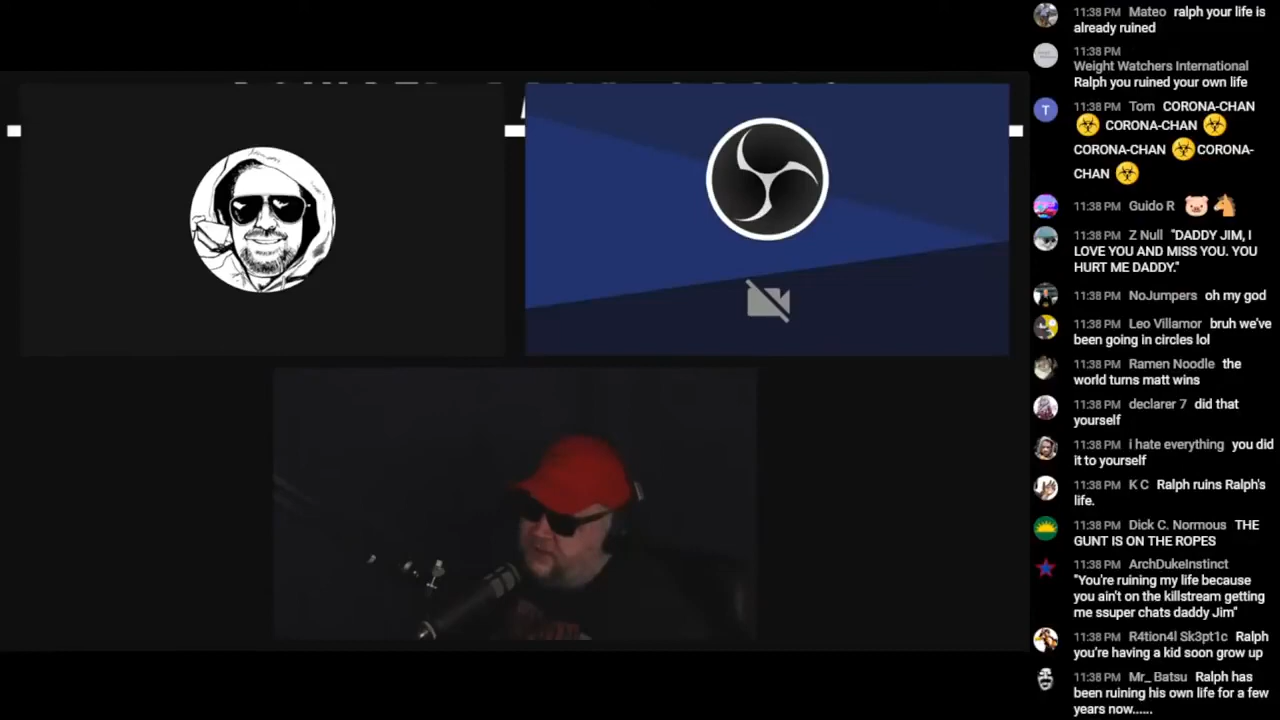 11:38 PM Mateo ralph your life is
already ruined
11:38 PM
Weight Watchers International
Ralph you ruined your own life
11:38 PM Tom CORONA-CHAN
☣ CORONA-CHAN ☣
CORONA-CHAN ☣CORONA-
CHAN ☣
11:38 PM Guido R 🐷 🐴
11:38 PM Z Null "DADDY JIM, I
LOVE YOU AND MISS YOU. YOU
HURT ME DADDY."
11:38 PM NoJumpers oh my god
11:38 PM Leo Villamor bruh we've
been going in circles lol
11:38 PM Ramen Noodle the
world turns matt wins
11:38 PM declarer 7 did that
yourself
11:38 PM i hate everything you did
it to yourself
11:38 PM K C Ralph ruins Ralph's
life.
11:38 PM Dick C. Normous THE
GUNT IS ON THE ROPES
11:38 PM ArchDukeInstinct
"You're ruining my life because
you ain't on the killstream getting
me ssuper chats daddy Jim"
11:38 PM R4tion4l Sk3pt1c Ralph
you're having a kid soon grow up
11:38 PM Mr_ Batsu Ralph has
been ruining his own life for a few
years now......
T